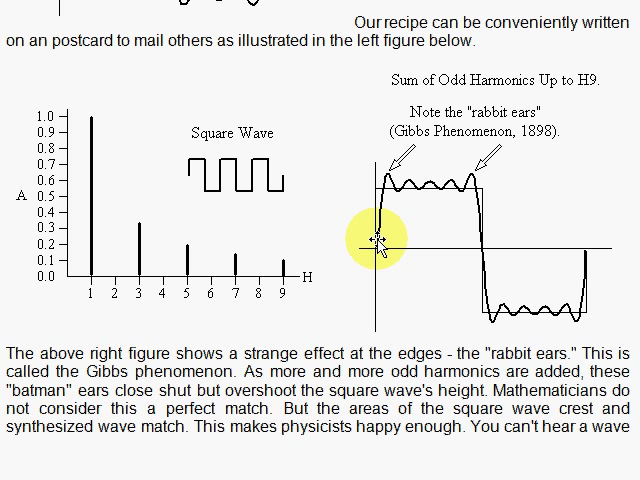 Our recipe can be conveniently written
on an postcard to mail others as illustrated in the left figure below.
Sum of Odd Harmonics Up to H9.
Note the "rabbit ears"
(Gibbs Phenomenon, 1898).
Square Wave
1.0
0.9
0.8
0.7
0.6
A
0.5
0.4
0.3
0.2
0.1
0.0
H
1 2 3 4 5 6 7 8 9
The above right figure shows a strange effect at the edges - the "rabbit ears." This is
called the Gibbs phenomenon. As more and more odd harmonics are added, these
"batman" ears close shut but overshoot the square wave's height. Mathematicians do
not consider this a perfect match. But the areas of the square wave crest and
synthesized wave match. This makes physicists happy enough. You can't hear a wave